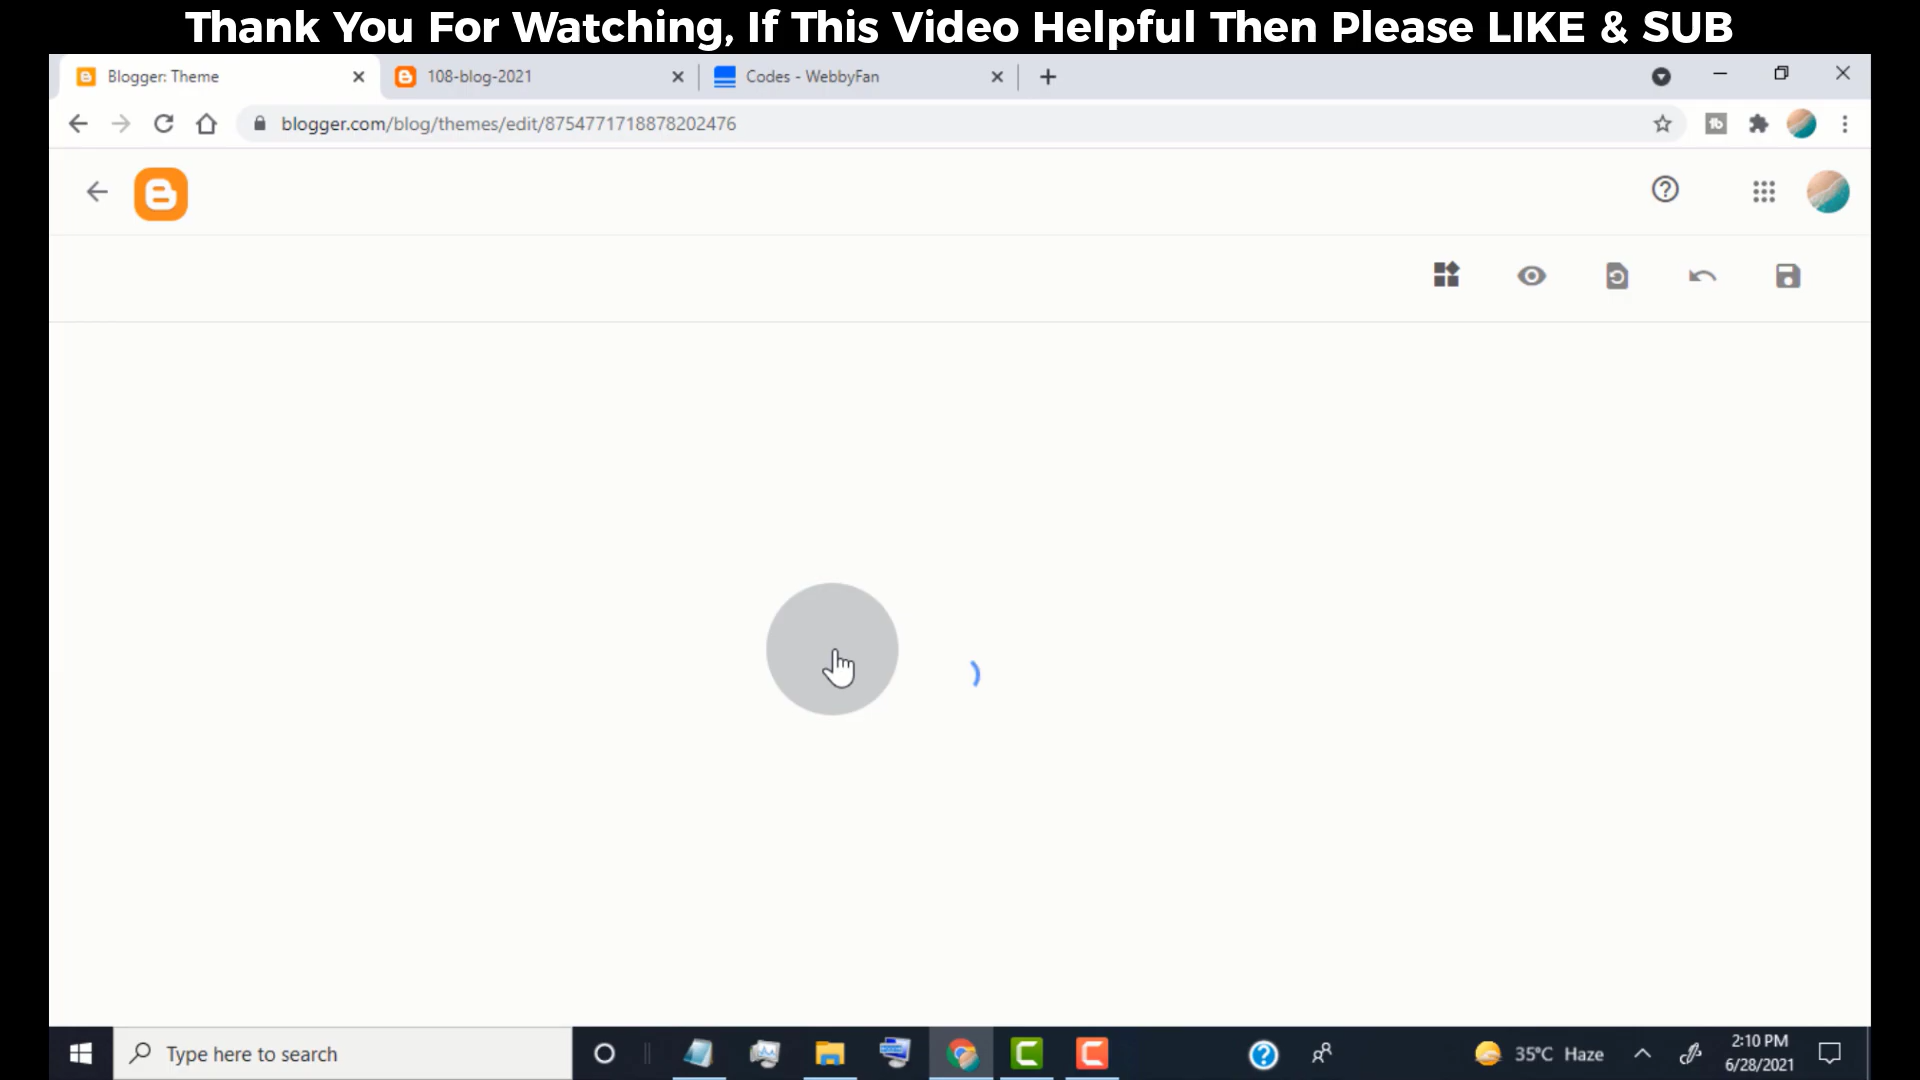 Thank You For Watching, If This Video Helpful Then Please LIKE & SUB
Blogger: Theme
108-blog-2021
Codes - WebbyFan
blogger.com/blog/themes/edit/8754771718878202476
Type here to search
35°C Haze
2:10 PM
6/28/2021